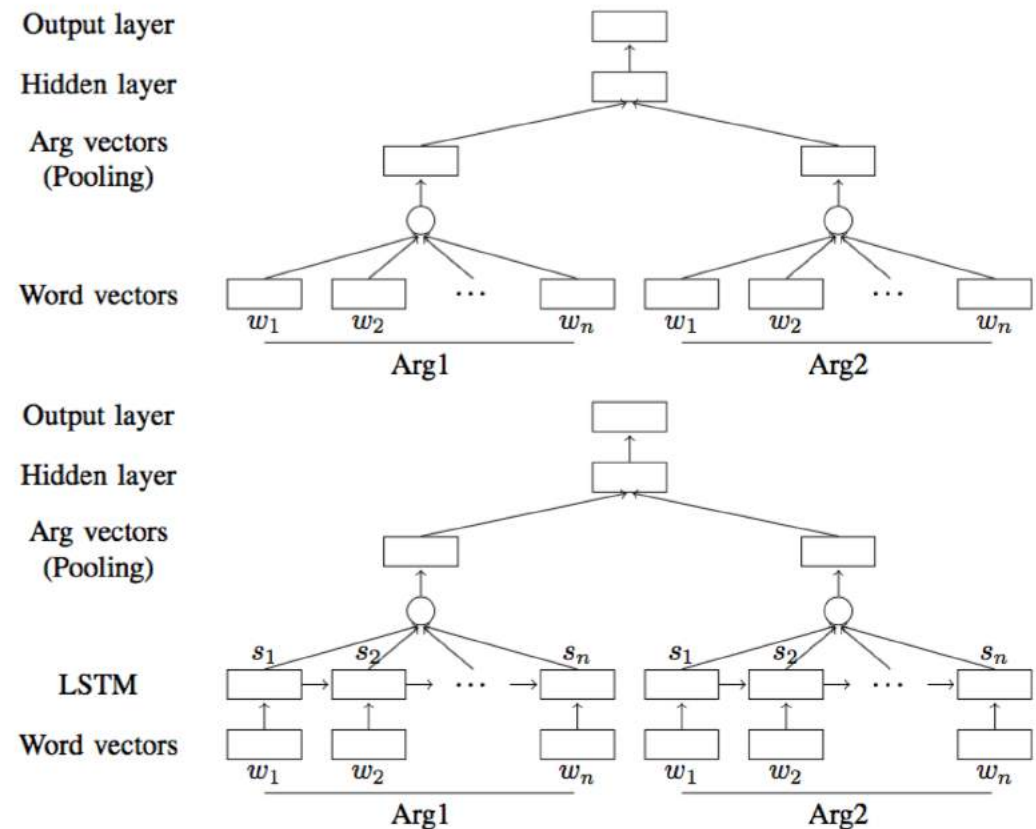 Output layer
Hidden layer
Arg vectors
(Pooling)
Word vectors
...
...
w₁ w₂ wₙ w₁ w₂ wₙ
Arg1 Arg2
Output layer
Hidden layer
Arg vectors
(Pooling)
s₁ s₂ sₙ s₁ s₂ sₙ
LSTM ... ...
Word vectors
w₁ w₂ wₙ w₁ w₂ wₙ
Arg1 Arg2